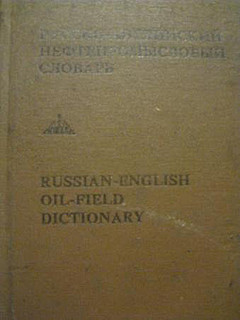 РУССКО-АНГЛИЙСКИЙ
НЕФТЕПРОМЫСЛОВЫЙ
СЛОВАРЬ
RUSSIAN-ENGLISH
OIL-FIELD
DICTIONARY